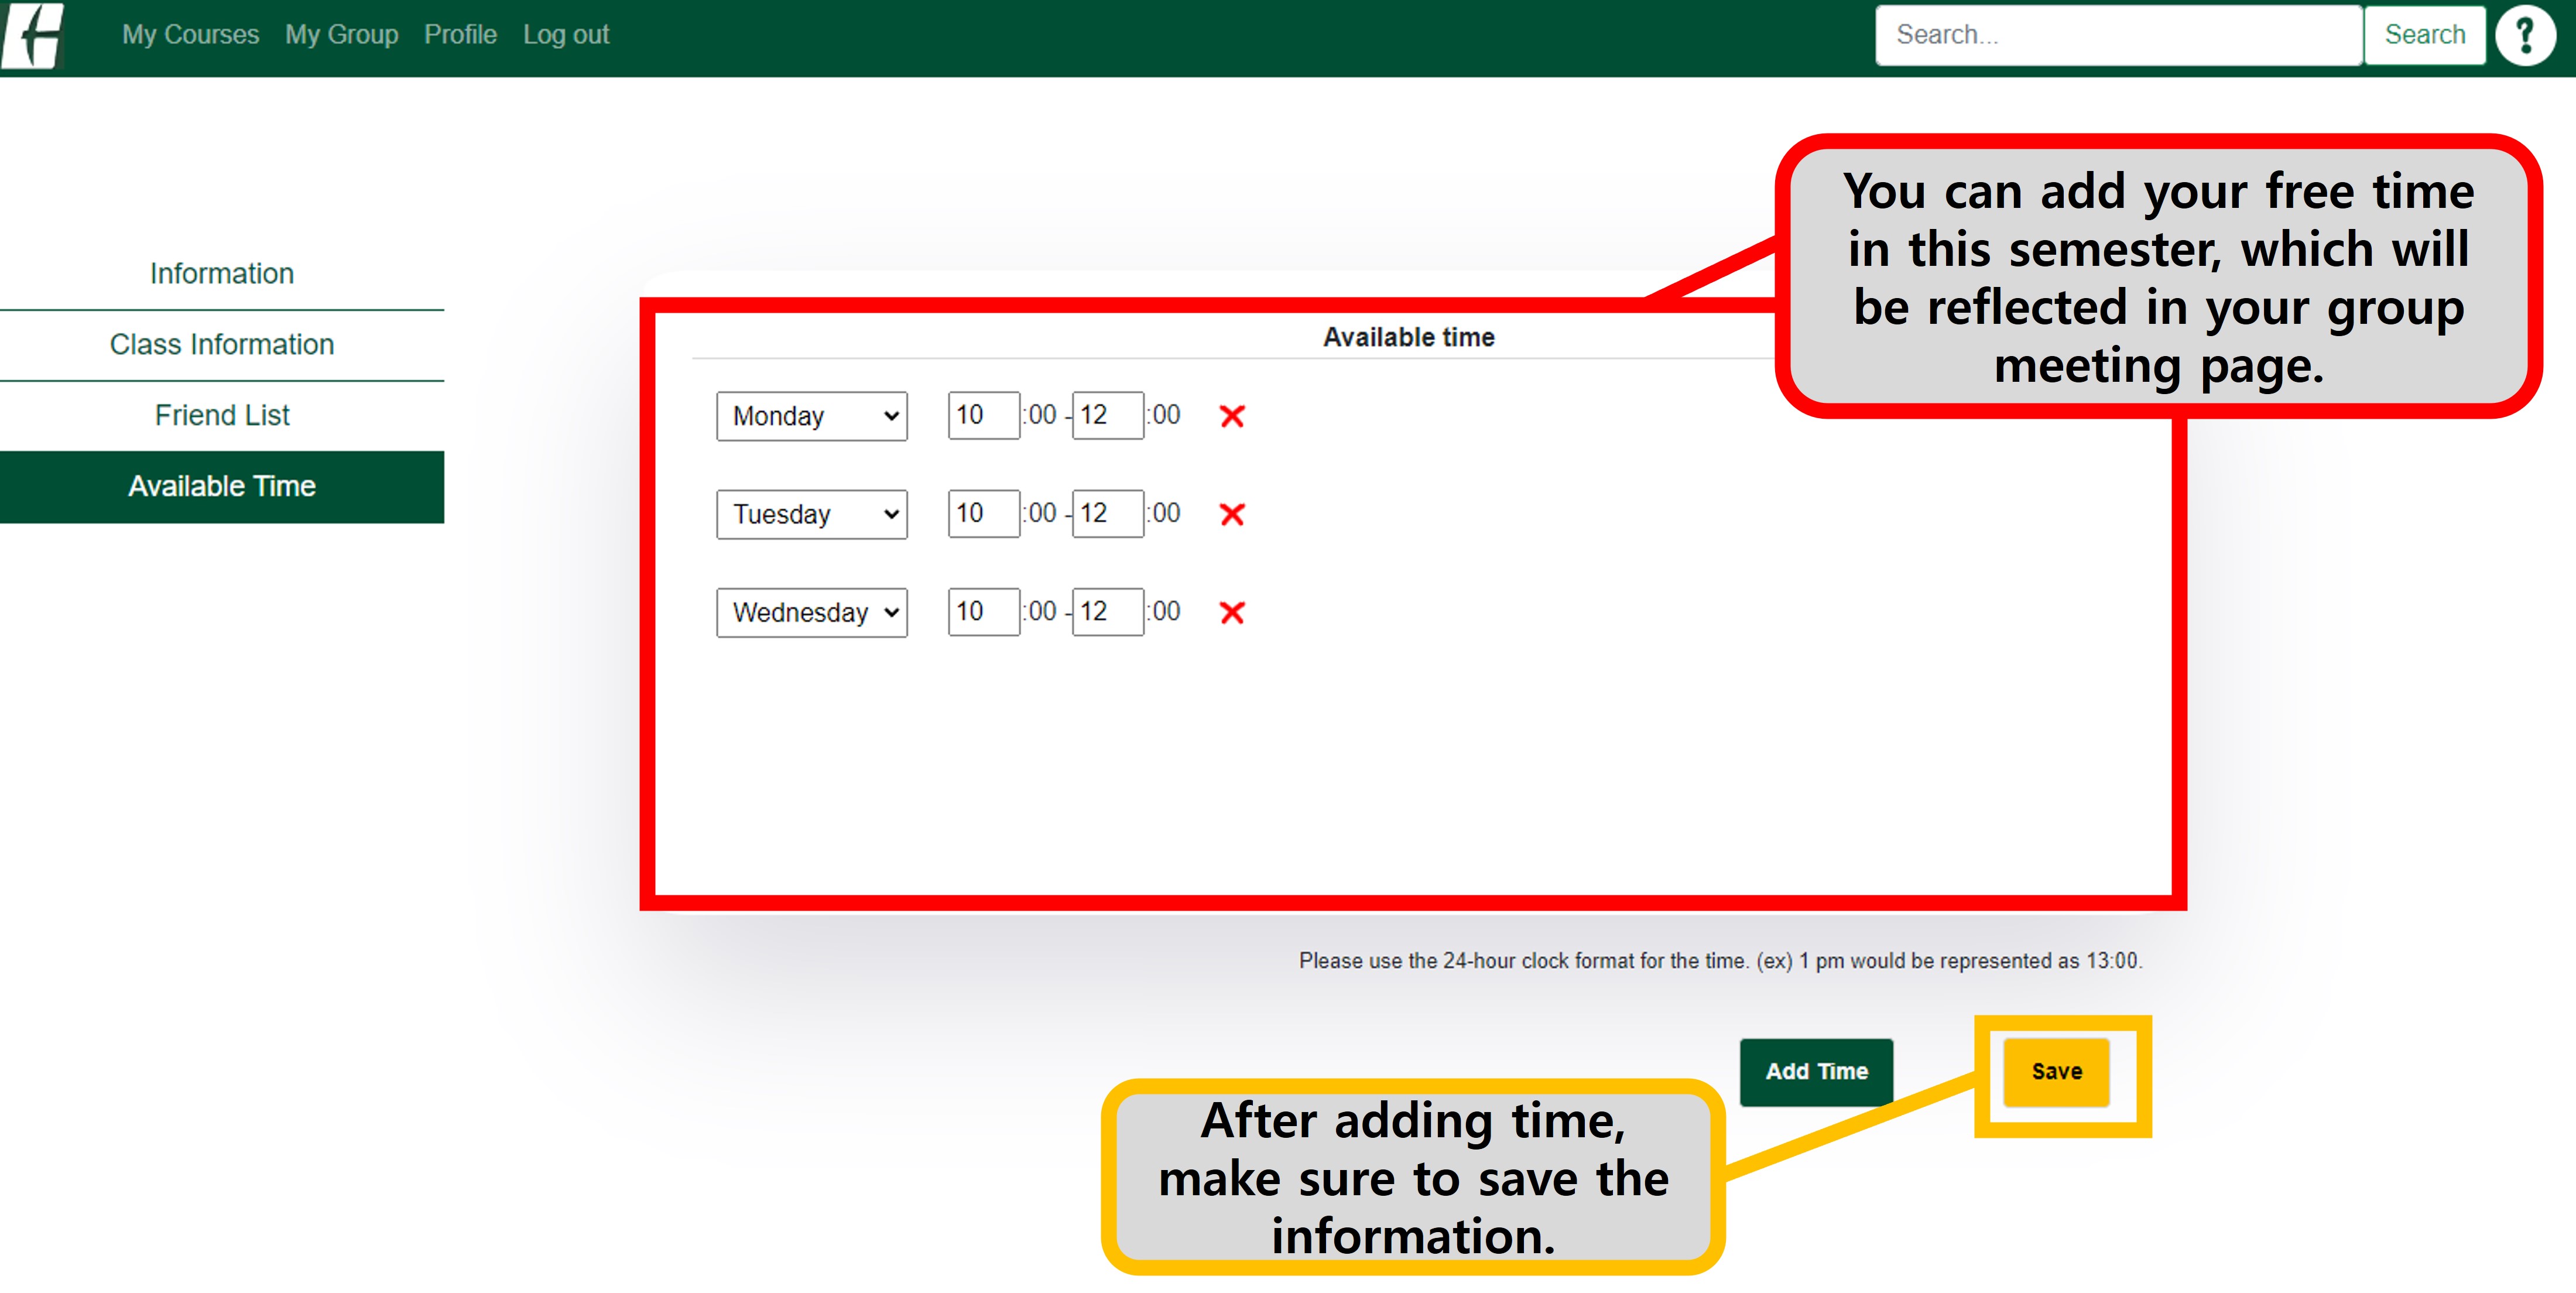 My Courses My Group Profile Log out Search... Search ?
You can add your free time
in this semester, which will
be reflected in your group
meeting page.
Information
Class Information
Friend List
Available Time
Available time
Monday 10 :00 - 12 :00
Tuesday 10 :00 - 12 :00
Wednesday 10 :00 - 12 :00
Please use the 24-hour clock format for the time. (ex) 1 pm would be represented as 13:00.
Add Time Save
After adding time,
make sure to save the
information.